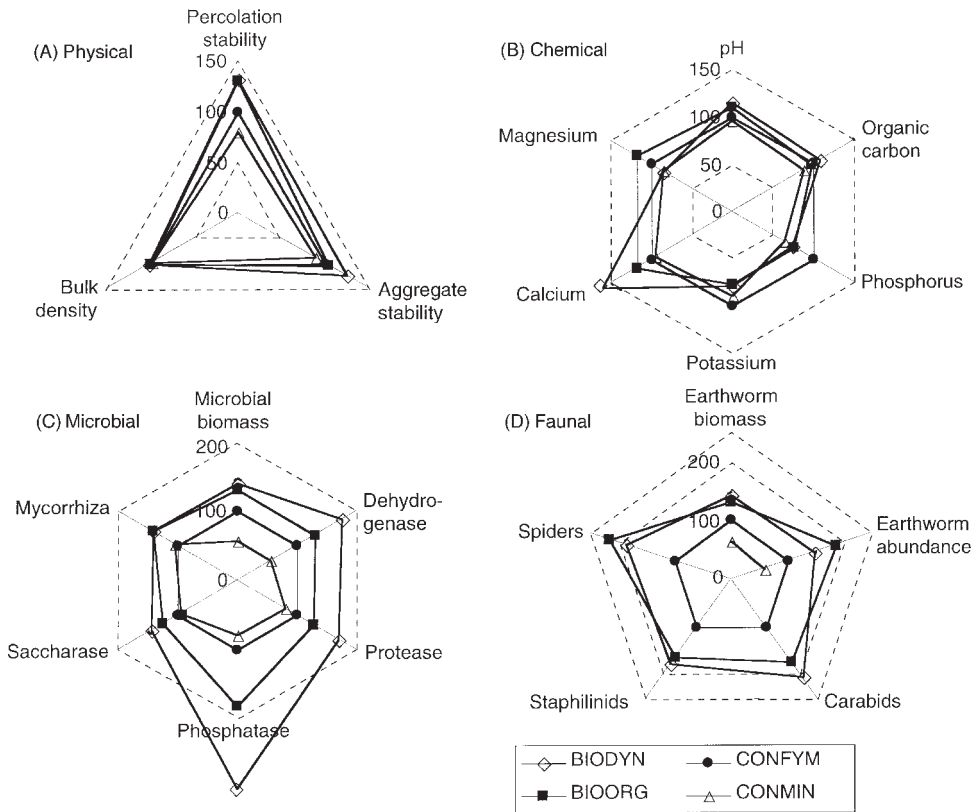 (A) Physical
Percolation
stability
150
100
50
0
Bulk
density
Aggregate
stability
(B) Chemical
pH
150
100
50
0
Magnesium
Organic
carbon
Calcium
Phosphorus
Potassium
(C) Microbial
Microbial
biomass
200
100
0
Mycorrhiza
Dehydro-
genase
Saccharase
Protease
Phosphatase
(D) Faunal
Earthworm
biomass
200
100
0
Spiders
Earthworm
abundance
Staphilinids
Carabids
BIODYN
CONFYM
BIOORG
CONMIN